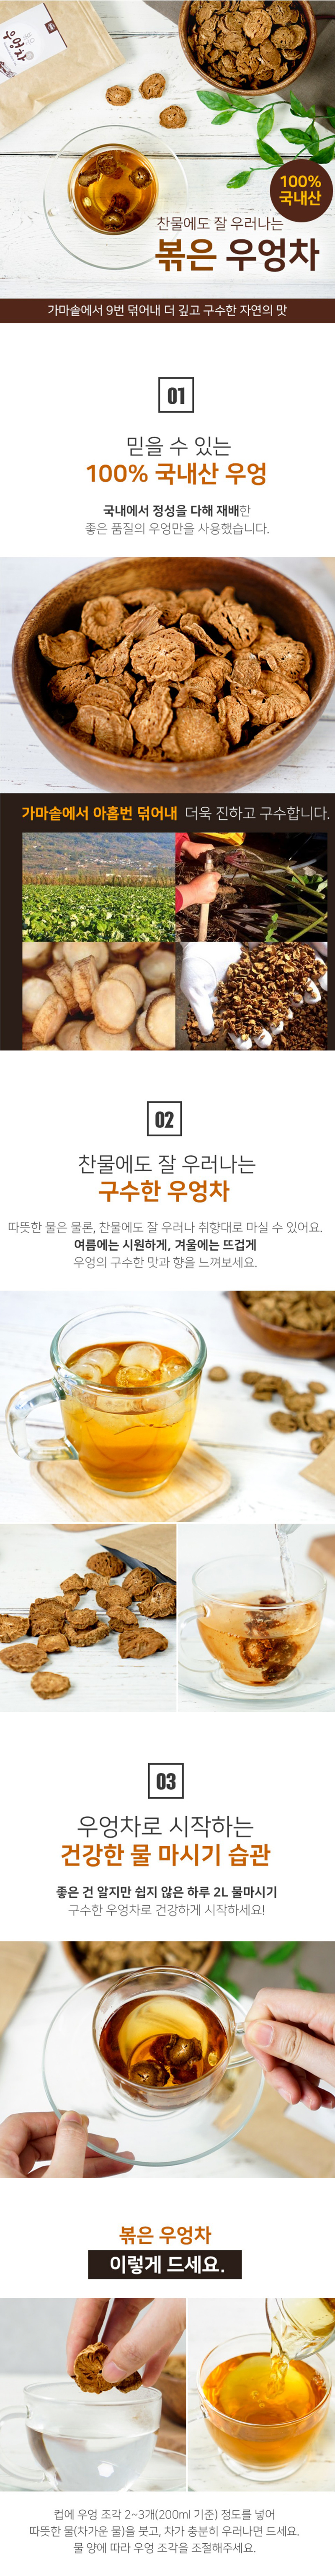 우엉차
100%
국내산
찬물에도 잘 우러나는
볶은 우엉차
가마솥에서 9번 덖어내 더 깊고 구수한 자연의 맛
01
믿을 수 있는
100% 국내산 우엉
국내에서 정성을 다해 재배한
좋은 품질의 우엉만을 사용했습니다.
가마솥에서 아홉번 덖어내 더욱 진하고 구수합니다.
02
찬물에도 잘 우러나는
구수한 우엉차
따뜻한 물은 물론, 찬물에도 잘 우러나 취향대로 마실 수 있어요.
여름에는 시원하게, 겨울에는 뜨겁게
우엉의 구수한 맛과 향을 느껴보세요.
03
우엉차로 시작하는
건강한 물 마시기 습관
좋은 건 알지만 쉽지 않은 하루 2L 물마시기
구수한 우엉차로 건강하게 시작하세요!
볶은 우엉차
이렇게 드세요.
컵에 우엉 조각 2~3개(200ml 기준) 정도를 넣어
따뜻한 물(차가운 물)을 붓고, 차가 충분히 우러나면 드세요.
물 양에 따라 우엉 조각을 조절해주세요.